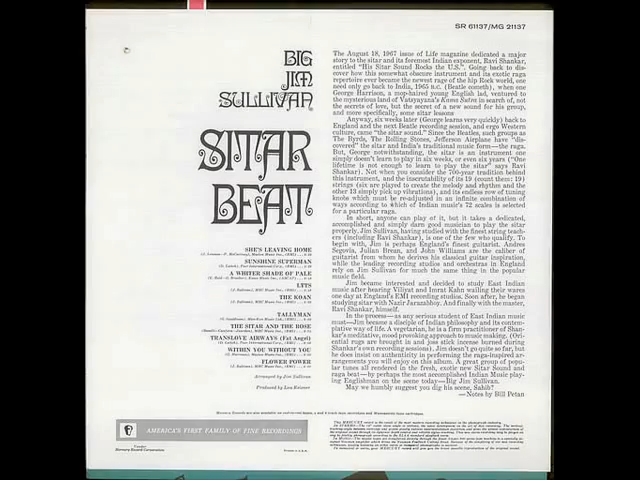 SR 61137/MG 21137
BIG
JIM
SULLIVAN
SITAR
BEAT
SHE'S LEAVING HOME
SUNSHINE SUPERMAN
A WHITER SHADE OF PALE
LTTS
THE KOAN
TALLYMAN
THE SITAR AND THE ROSE
TRANSLOVE AIRWAYS (Fat Angel)
WITHIN YOU WITHOUT YOU
FLOWER POWER
Arranged by Jim Sullivan
Produced by Lou Reizner
The August 18, 1967 issue of Life magazine dedicated a major
story to the sitar and its foremost Indian exponent, Ravi Shankar,
entitled "His Sitar Sound Rocks the U.S.". Going back to dis-
cover how this somewhat obscure instrument and its exotic raga
repertoire ever became the newest rage of the hip Rock world, one
need only go back to India, 1965 B.C. (Beatle cometh), when one
George Harrison, a mop-haired young English lad, ventured to
the mysterious land of Vatsyayana's Kama Sutra in search of, not
the secrets of love, but the secret of a new sound for his group,
and more specifically, some sitar lessons
Anyway, six weeks later (George learns very quickly) back to
England and the next Beatle recording session, and ergo Western
culture, came "the sitar sound." Since the Beatles, such groups as
The Byrds, The Rolling Stones, Jefferson Airplane have "dis-
covered" the sitar and India's traditional music form—the raga.
But, George notwithstanding, the sitar is an instrument one
simply doesn't learn to play in six weeks, or even six years ("One
lifetime is not enough to learn to play the sitar" says Ravi
Shankar). Not when you consider the 700-year tradition behind
this instrument, and the inscrutability of its 19 (count them: 19)
strings (six are played to create the melody and rhythm and the
other 13 simply pick up vibrations), and its endless row of tuning
knobs which must be re-adjusted in an infinite combination of
ways according to which of Indian music's 72 scales is selected
for a particular raga.
In short, anyone can play of it, but it takes a dedicated,
accomplished and simply darn good musician to play the sitar
properly. Jim Sullivan, having studied with the finest string teach-
ers (including Ravi Shankar), is one of the few who qualify. To
begin with, Jim is perhaps England's finest guitarist. Andres
Segovia, Julian Bream, and John Williams are the caliber of
guitarist from whom he derives his classical guitar inspiration,
while the leading recording studios and orchestras in England
rely on Jim Sullivan for much the same thing in the popular
music field.
Jim became interested and decided to study East Indian
music after hearing Vilayat and Imrat Kahn wailing their wares
one day at England's EMI recording studios. Soon after, he began
studying sitar with Nazir Jarazbhoy. And finally with the master,
Ravi Shankar, himself.
In the process—as any serious student of East Indian music
must—Jim became a disciple of Indian philosophy and its contem-
plative way of life. A vegetarian, he is a firm practitioner of Shan-
kar's meditative, mood provoking approach to music making. (Ori-
ental rugs are brought in and joss stick incense burned during
Shankar's own recording sessions). Jim doesn't go quite so far, but
he does insist on authenticity in performing the raga-inspired ar-
rangements you will enjoy on this album. A great group of popu-
lar tunes all rendered in the fresh, exotic new Sitar Sound and
raga beat—by perhaps the most accomplished Indian Music play-
ing Englishman on the scene today—Big Jim Sullivan.
May we humbly suggest you dig his scene, Sahib?
—Notes by Bill Petan
AMERICA'S FIRST FAMILY OF FINE RECORDINGS
Mercury Record Corporation